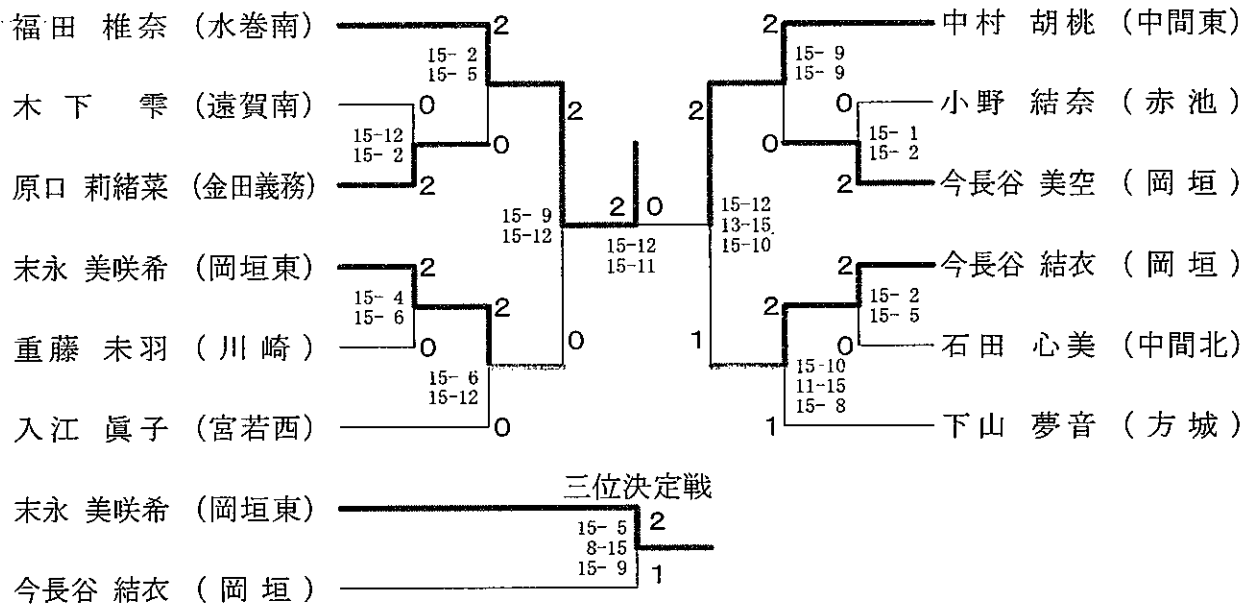 福田 椎奈 (水巻南) 2 2 中村 胡桃 (中間東)
15- 2 15- 9
15- 5 15- 9
木下 雫 (遠賀南) 0 2 2 0 小野 結奈 (赤池)
15-12 0 0 15- 1
15- 2 15- 2
原口 莉緒菜 (金田義務) 2 2 今長谷 美空 (岡垣)
15- 9 2 0 15-12
15-12 13-15
15-12 15-10
15-11
末永 美咲希 (岡垣東) 2 2 今長谷 結衣 (岡垣)
15- 4 2 2 15- 2
15- 6 15- 5
重藤 未羽 (川崎) 0 0 1 0 石田 心美 (中間北)
15- 6 15-10
15-12 11-15
15- 8
入江 眞子 (宮若西) 0 1 下山 夢音 (方城)
三位決定戦
末永 美咲希 (岡垣東) 2
15- 5
8-15
15- 9
今長谷 結衣 (岡垣) 1